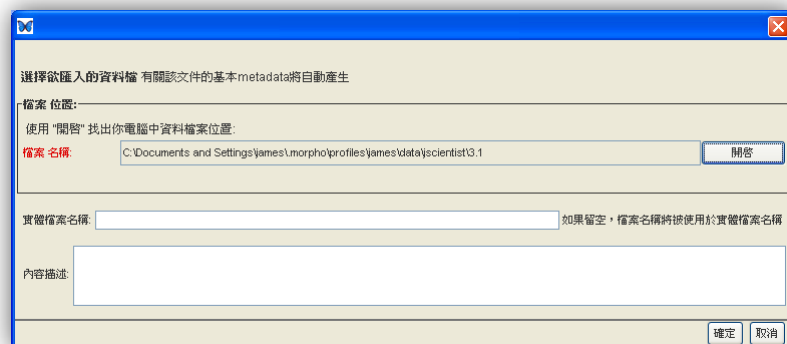 選擇欲匯入的資料檔 有關該文件的基本metadata將自動產生
檔案 位置:
使用 "開啓" 找出你電腦中資料檔案位置:
檔案 名稱: C:\Documents and Settings\james\.morpho\profiles\james\data\jscientist\3.1 開啓
實體檔案名稱: 如果留空，檔案名稱將被使用於實體檔案名稱
內容描述:
確定 取消